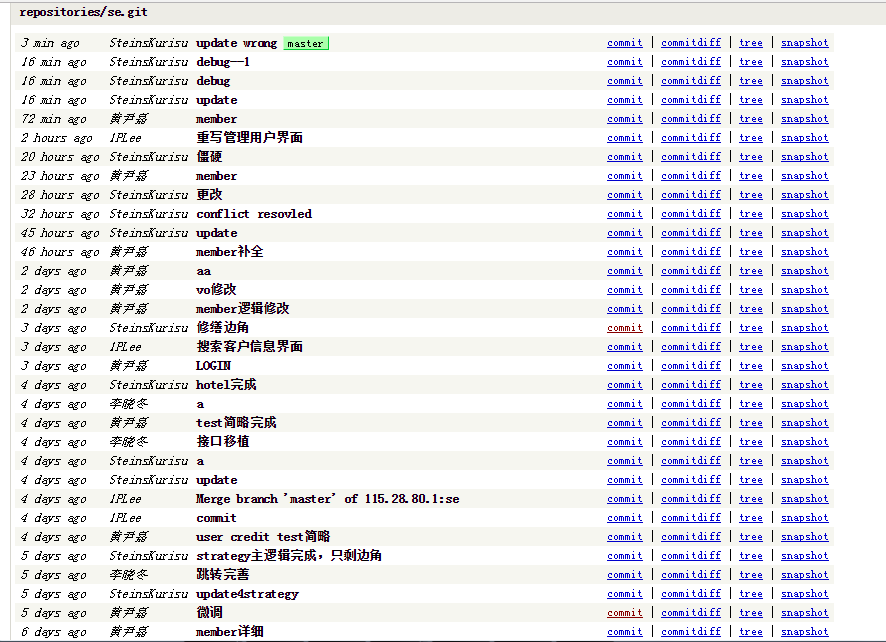 repositories/se.git
3 min ago SteinsKurisu update wrong master commit | commitdiff | tree | snapshot
16 min ago SteinsKurisu debug--1 commit | commitdiff | tree | snapshot
16 min ago SteinsKurisu debug commit | commitdiff | tree | snapshot
16 min ago SteinsKurisu update commit | commitdiff | tree | snapshot
72 min ago 黄尹嘉 member commit | commitdiff | tree | snapshot
2 hours ago 1PLee 重写管理用户界面 commit | commitdiff | tree | snapshot
20 hours ago SteinsKurisu 僵硬 commit | commitdiff | tree | snapshot
23 hours ago 黄尹嘉 member commit | commitdiff | tree | snapshot
28 hours ago SteinsKurisu 更改 commit | commitdiff | tree | snapshot
32 hours ago SteinsKurisu conflict resovled commit | commitdiff | tree | snapshot
45 hours ago SteinsKurisu update commit | commitdiff | tree | snapshot
46 hours ago 黄尹嘉 member补全 commit | commitdiff | tree | snapshot
2 days ago 黄尹嘉 aa commit | commitdiff | tree | snapshot
2 days ago 黄尹嘉 vo修改 commit | commitdiff | tree | snapshot
2 days ago 黄尹嘉 member逻辑修改 commit | commitdiff | tree | snapshot
3 days ago SteinsKurisu 修缮边角 commit | commitdiff | tree | snapshot
3 days ago 1PLee 搜索客户信息界面 commit | commitdiff | tree | snapshot
3 days ago 黄尹嘉 LOGIN commit | commitdiff | tree | snapshot
4 days ago SteinsKurisu hotel完成 commit | commitdiff | tree | snapshot
4 days ago 李晓冬 a commit | commitdiff | tree | snapshot
4 days ago 黄尹嘉 test简略完成 commit | commitdiff | tree | snapshot
4 days ago 李晓冬 接口移植 commit | commitdiff | tree | snapshot
4 days ago SteinsKurisu a commit | commitdiff | tree | snapshot
4 days ago SteinsKurisu update commit | commitdiff | tree | snapshot
4 days ago 1PLee Merge branch 'master' of 115.28.80.1:se commit | commitdiff | tree | snapshot
4 days ago 1PLee commit commit | commitdiff | tree | snapshot
4 days ago 黄尹嘉 user credit test简略 commit | commitdiff | tree | snapshot
5 days ago SteinsKurisu strategy主逻辑完成，只剩边角 commit | commitdiff | tree | snapshot
5 days ago 李晓冬 跳转完善 commit | commitdiff | tree | snapshot
5 days ago SteinsKurisu update4strategy commit | commitdiff | tree | snapshot
5 days ago 黄尹嘉 微调 commit | commitdiff | tree | snapshot
6 days ago 黄尹嘉 member详细 commit | commitdiff | tree | snapshot